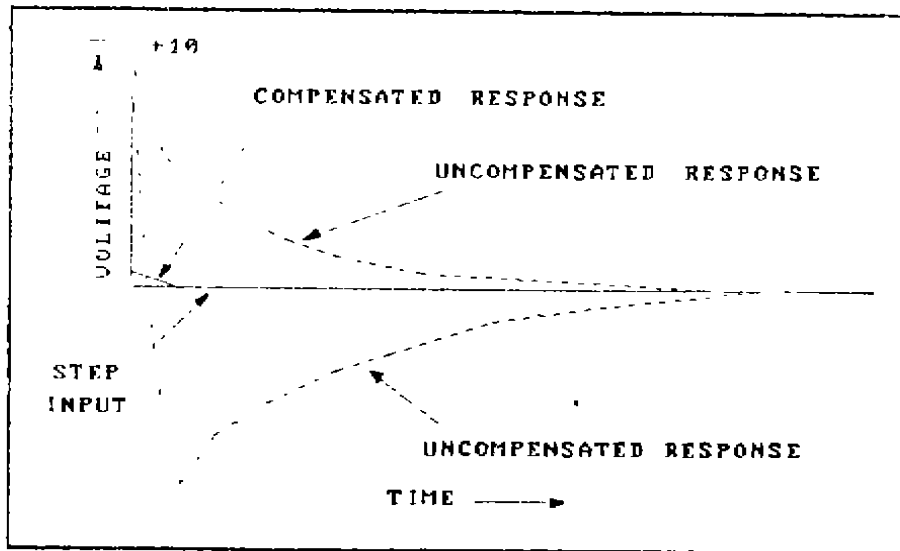 +10
COMPENSATED RESPONSE
UNCOMPENSATED RESPONSE
VOLTAGE
STEP
INPUT
UNCOMPENSATED RESPONSE
TIME